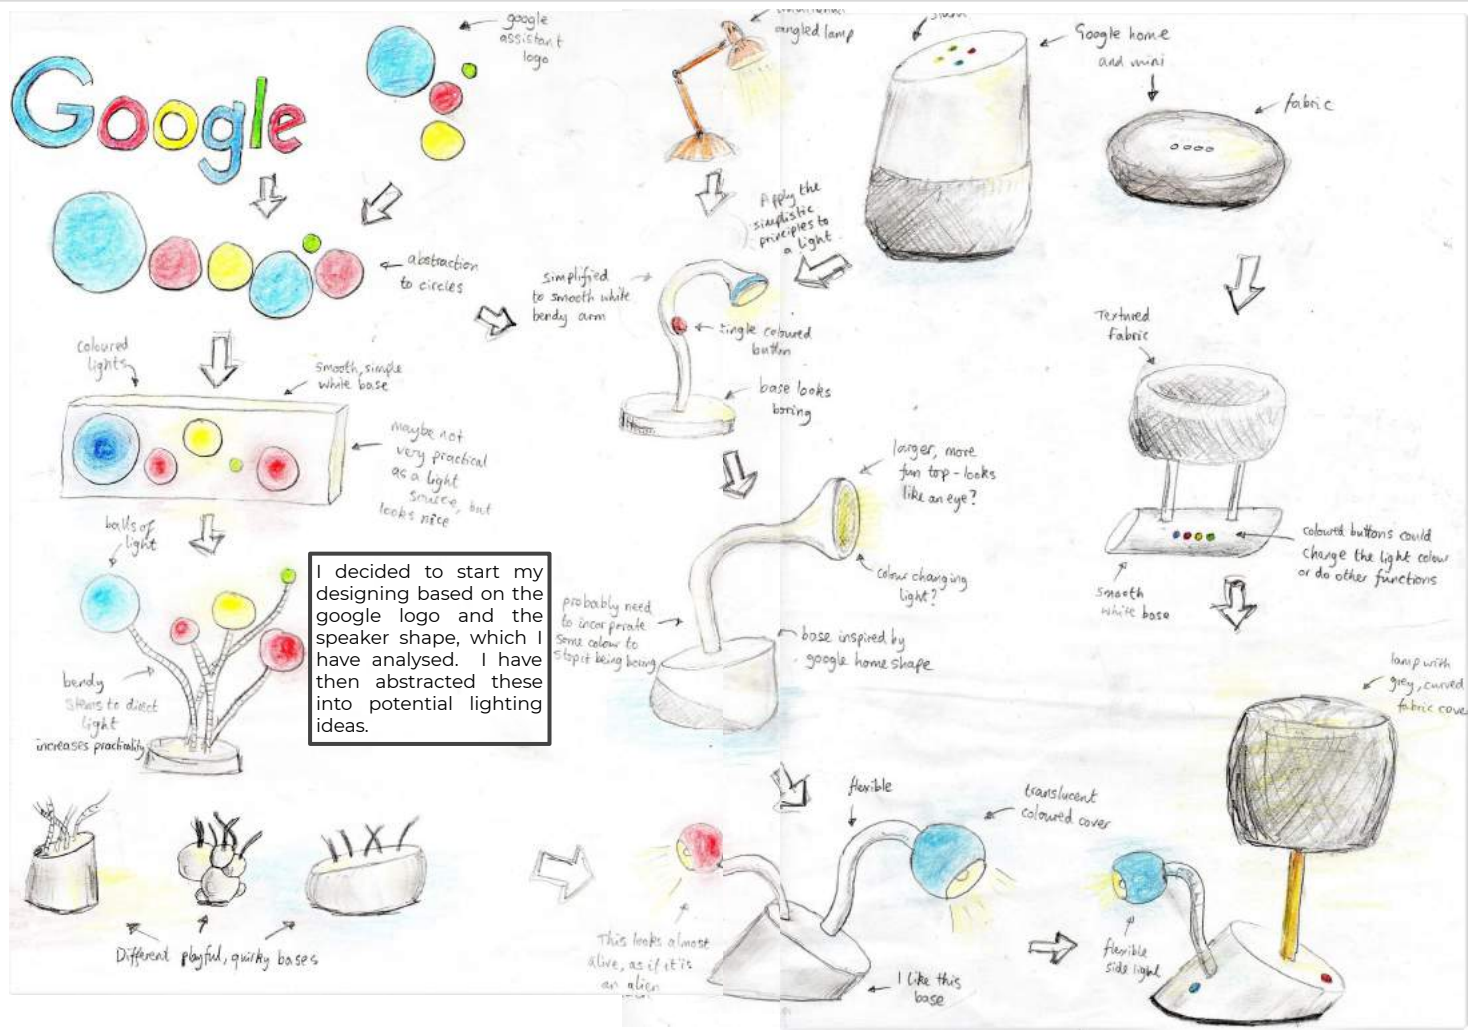 Google
google
assistant
logo
angled lamp
Google home
and mini
fabric
abstraction
to circles
Apply the
simplistic
principles to
a light
simplified
to smooth white
bendy arm
single coloured
button
base looks
boring
Textured
Fabric
coloured
lights
smooth, simple
white base
maybe not
very practical
as a light
source, but
looks nice
larger, more
fun top - looks
like an eye?
colour changing
light?
coloured buttons could
change the light colour
or do other functions
smooth
white base
balls of
light
bendy
stems to direct
light
increases practicality
I decided to start my
designing based on the
google logo and the
speaker shape, which I
have analysed. I have
then abstracted these
into potential lighting
ideas.
probably need
to incorporate
some colour to
stop it being boring
base inspired by
google home shape
lamp with
grey, curved
fabric cove
flexible
translucent
coloured cover
Different playful, quirky bases
This looks almost
alive, as if it is
an alien
I like this
base
flexible
side light